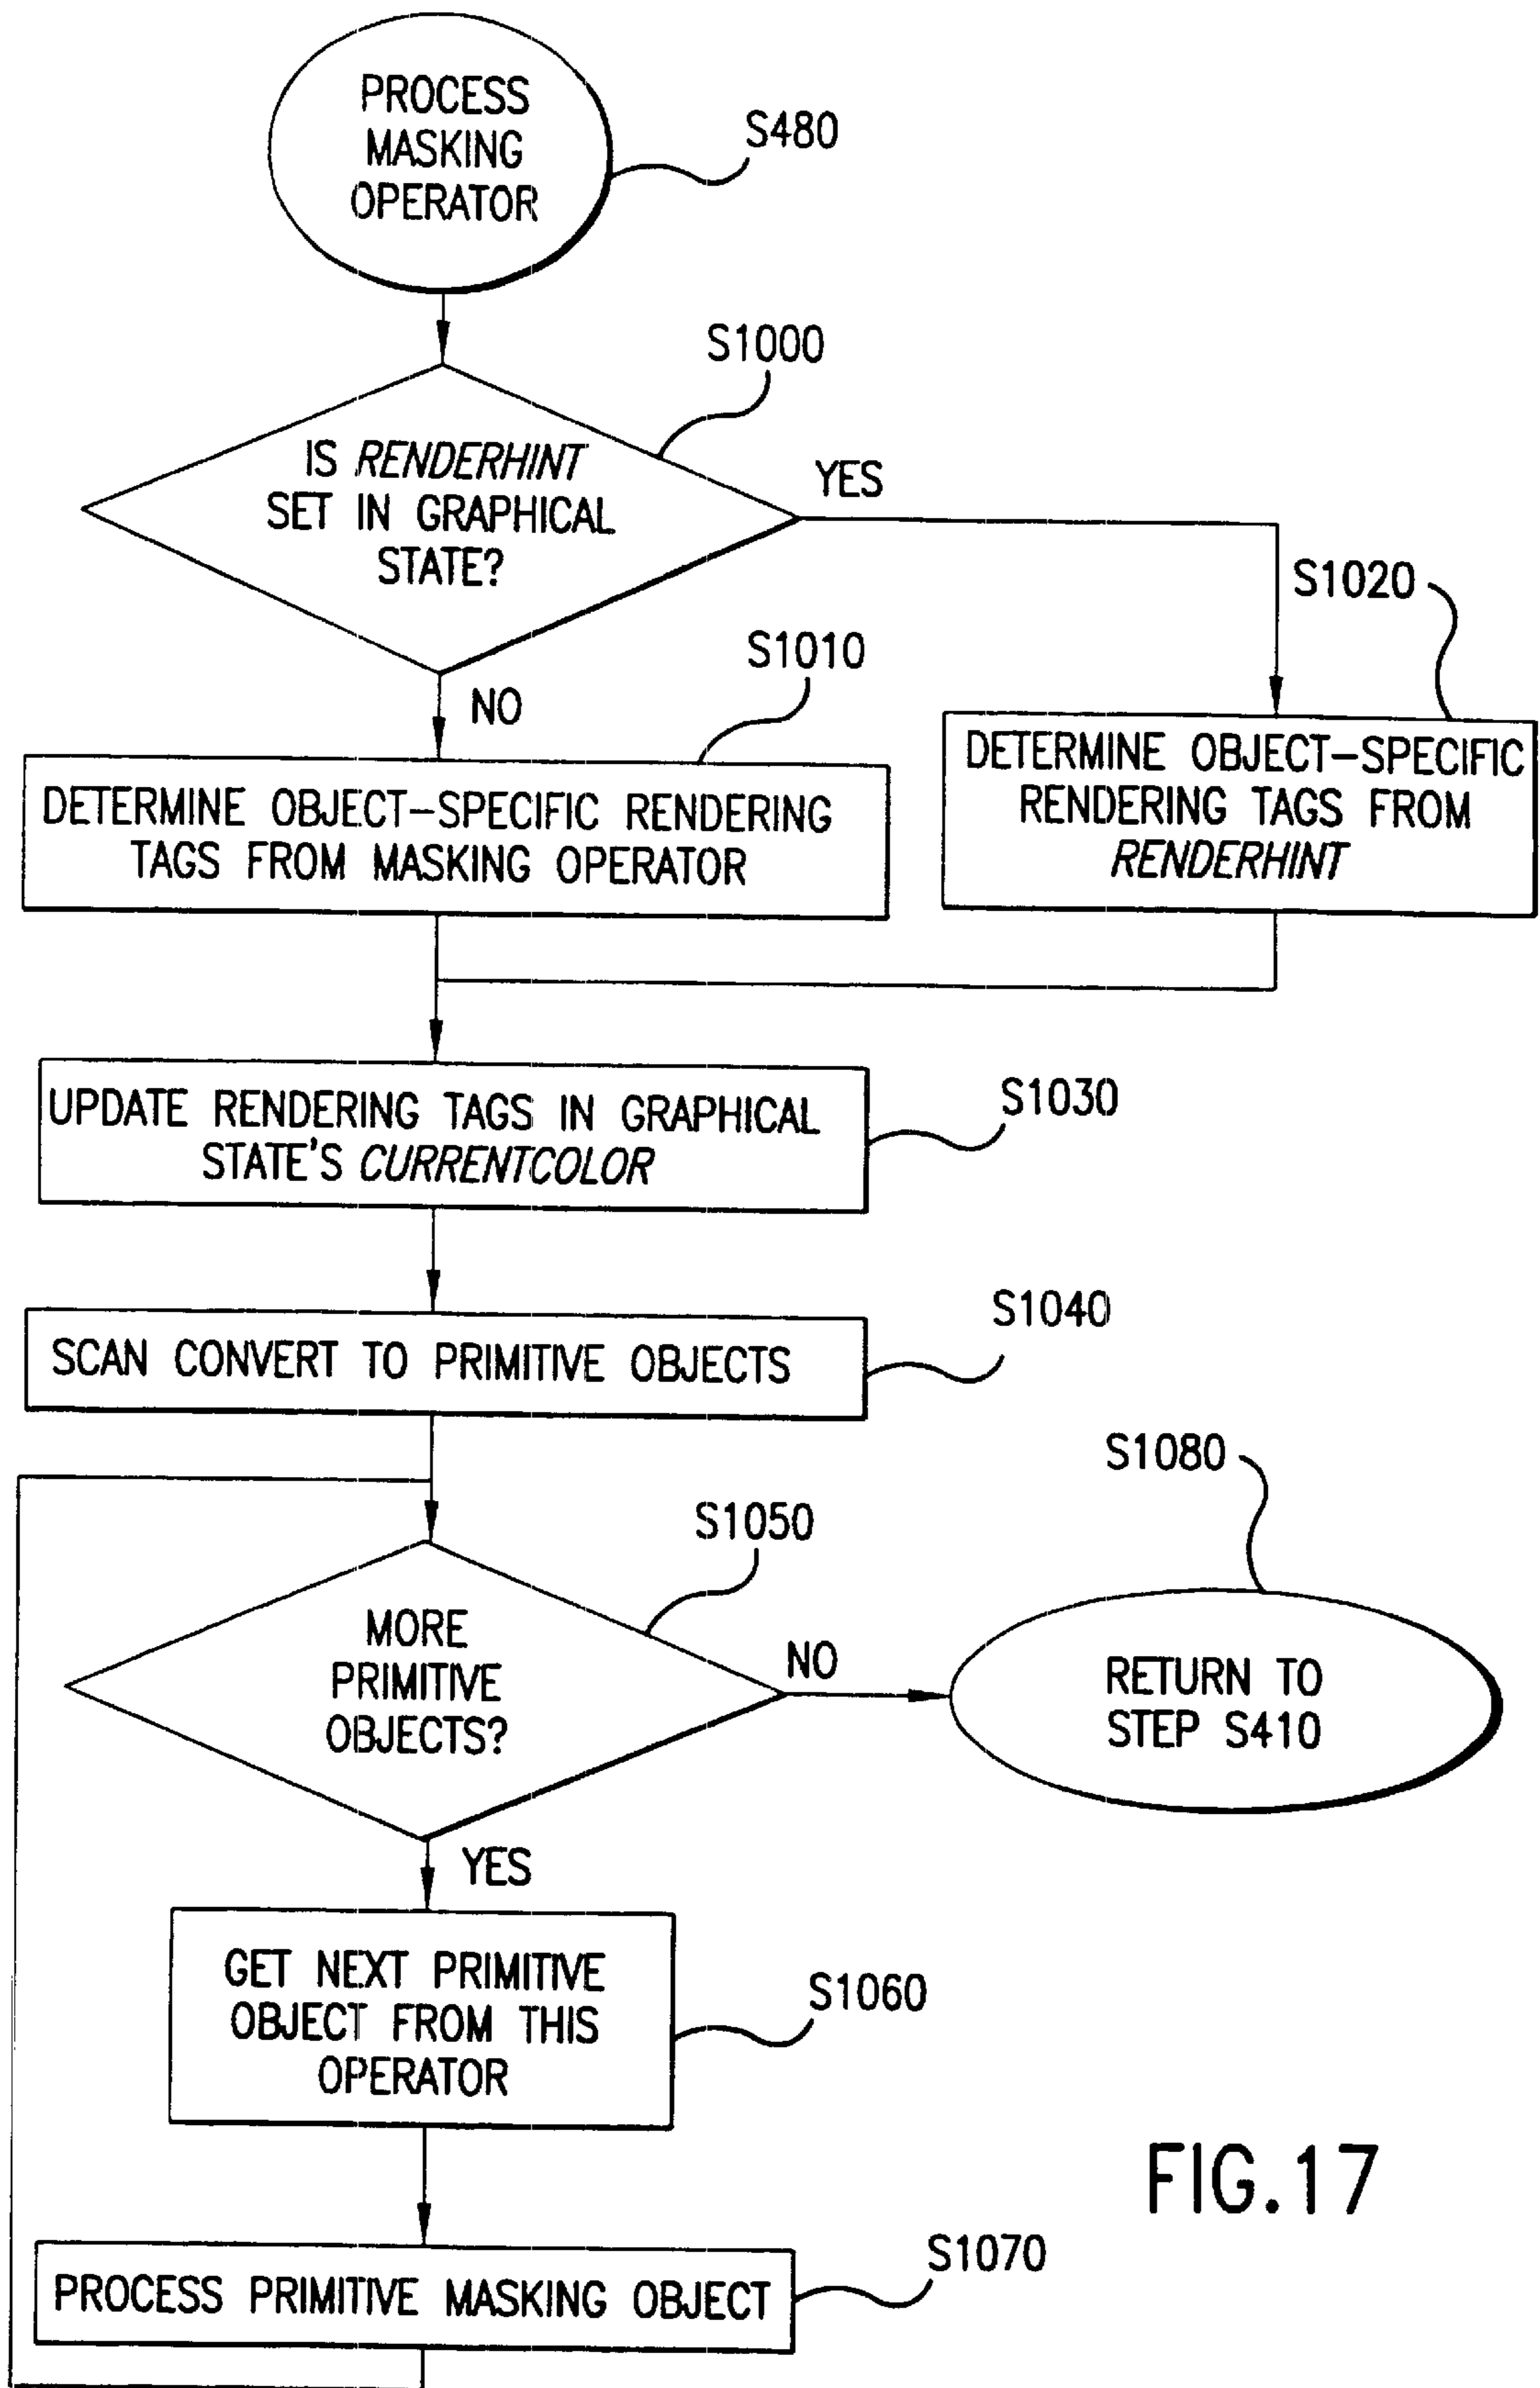 PROCESS
MASKING
OPERATOR
S480
S1000
IS RENDERHINT
SET IN GRAPHICAL
STATE?
YES
S1020
S1010
NO
DETERMINE OBJECT-SPECIFIC
RENDERING TAGS FROM
RENDERHINT
DETERMINE OBJECT-SPECIFIC RENDERING
TAGS FROM MASKING OPERATOR
UPDATE RENDERING TAGS IN GRAPHICAL
STATE'S CURRENTCOLOR
S1030
S1040
SCAN CONVERT TO PRIMITIVE OBJECTS
S1080
S1050
MORE
PRIMITIVE
OBJECTS?
NO
RETURN TO
STEP S410
YES
GET NEXT PRIMITIVE
OBJECT FROM THIS
OPERATOR
S1060
FIG.17
S1070
PROCESS PRIMITIVE MASKING OBJECT